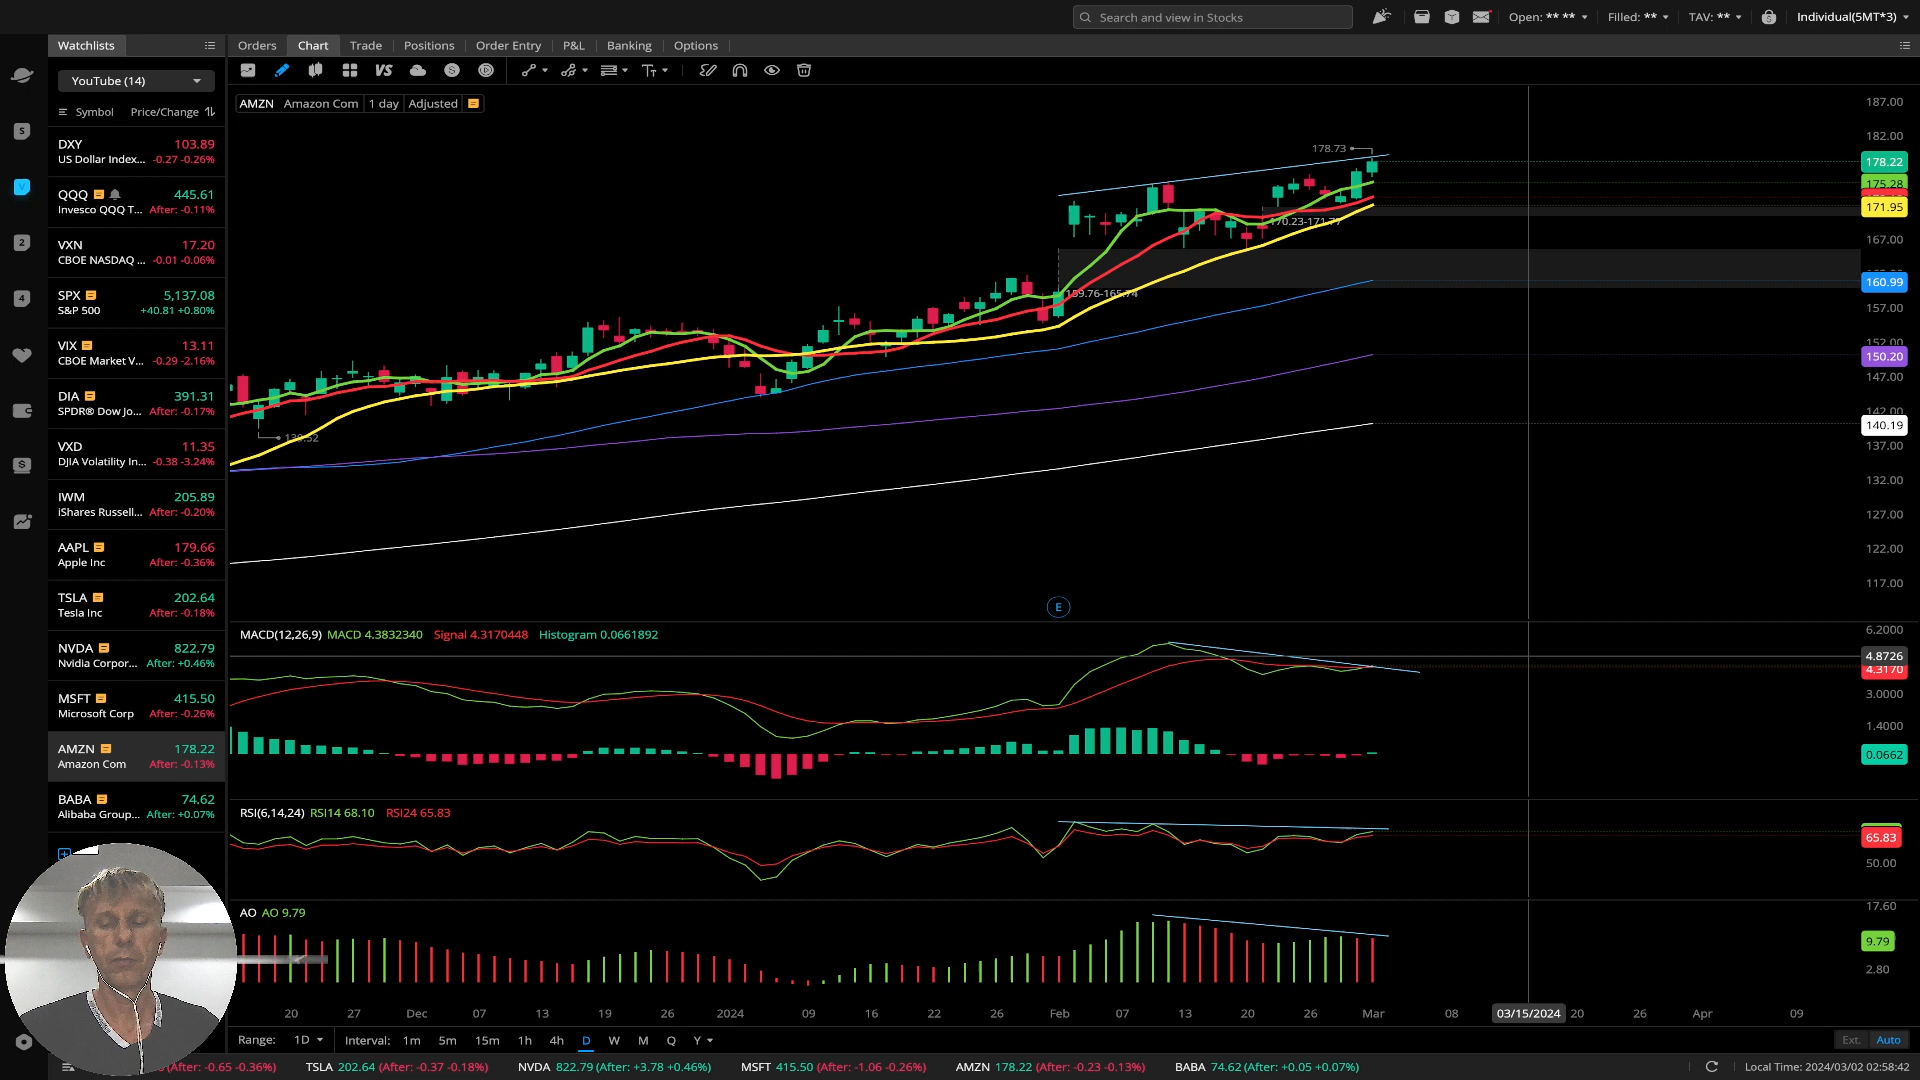 Search and view in Stocks
Open: ** **
Filled: **
TAV: **
Individual(5MT*3)
Watchlists
Orders Chart Trade Positions Order Entry P&L Banking Options
YouTube (14)
VS
Symbol Price/Change
AMZN Amazon Com 1 day Adjusted
DXY 103.89
US Dollar Index... -0.27 -0.26%
QQQ 445.61
Invesco QQQ T... After: -0.11%
VXN 17.20
CBOE NASDAQ ... -0.01 -0.06%
SPX 5,137.08
S&P 500 +40.81 +0.80%
VIX 13.11
CBOE Market V... -0.29 -2.16%
DIA 391.31
SPDR® Dow Jo... After: -0.17%
VXD 11.35
DJIA Volatility In... -0.38 -3.24%
IWM 205.89
iShares Russell... After: -0.20%
AAPL 179.66
Apple Inc After: -0.36%
TSLA 202.64
Tesla Inc After: -0.18%
NVDA 822.79
Nvidia Corpor... After: +0.46%
MSFT 415.50
Microsoft Corp After: -0.26%
AMZN 178.22
Amazon Com After: -0.13%
BABA 74.62
Alibaba Group... After: +0.07%
187.00
182.00
178.73
178.22
175.28
171.95
170.23-171.77
167.00
160.99
159.76-165.74
157.00
152.00
150.20
147.00
142.00
140.19
137.00
132.00
127.00
122.00
117.00
E
MACD(12,26,9) MACD 4.3832340 Signal 4.3170448 Histogram 0.0661892
6.2000
4.8726
4.3170
3.0000
1.4000
0.0662
RSI(6,14,24) RSI14 68.10 RSI24 65.83
65.83
50.00
AO AO 9.79
17.60
9.79
2.80
20 27 Dec 07 13 19 26 2024 09 16 22 26 Feb 07 13 20 26 Mar 08 03/15/2024 20 26 Apr 09
Range: 1D Interval: 1m 5m 15m 1h 4h D W M Q Y
Ext. Auto
(After: -0.65 -0.36%) TSLA 202.64 (After: -0.37 -0.18%) NVDA 822.79 (After: +3.78 +0.46%) MSFT 415.50 (After: -1.06 -0.26%) AMZN 178.22 (After: -0.23 -0.13%) BABA 74.62 (After: +0.05 +0.07%)
Local Time: 2024/03/02 02:58:42